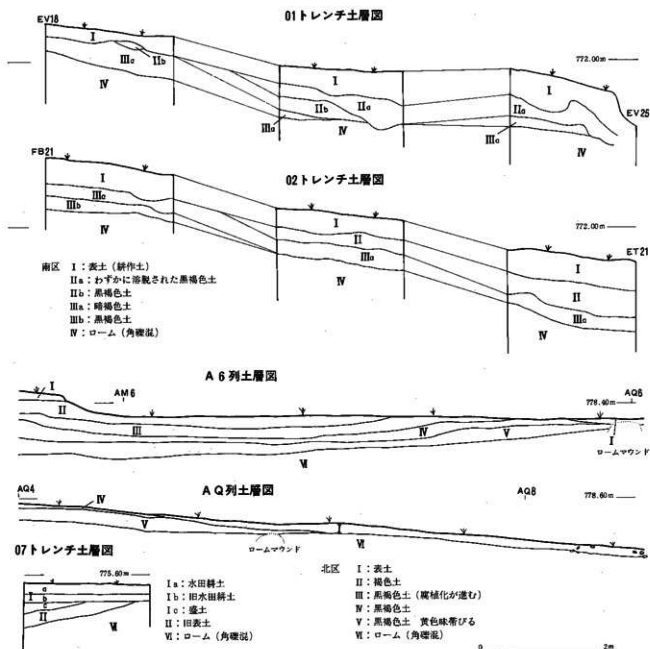 01トレンチ土層図
EV18
I
IIIc
IIb
IV
I
IIb
IIa
IIIa
IV
772.00m
I
IIa
IIIa
IV
EV25
02トレンチ土層図
FB21
I
IIIc
IIIb
IV
I
II
IIIa
IV
772.00m
ET21
I
II
IIIc
IV
南区 I：表土（耕作土）
IIa：わずかに溶脱された黒褐色土
IIb：黒褐色土
IIIa：暗褐色土
IIIb：黒褐色土
IV：ローム（角礫混）
A6列土層図
I
II
AM6
AQ6
778.40m
III
IV
V
VI
I
ロームマウンド
AQ列土層図
AQ4
IV
V
I
VI
AQ8
778.60m
ロームマウンド
07トレンチ土層図
775.60m
I
a
b
c
II
VI
Ia：水田耕土
Ib：旧水田耕土
Ic：盛土
II：旧表土
VI：ローム（角礫混）
北区 I：表土
II：褐色土
III：黒褐色土（腐植化が進む）
IV：黒褐色土
V：黒褐色土 黄色味帯びる
VI：ローム（角礫混）
0 2m